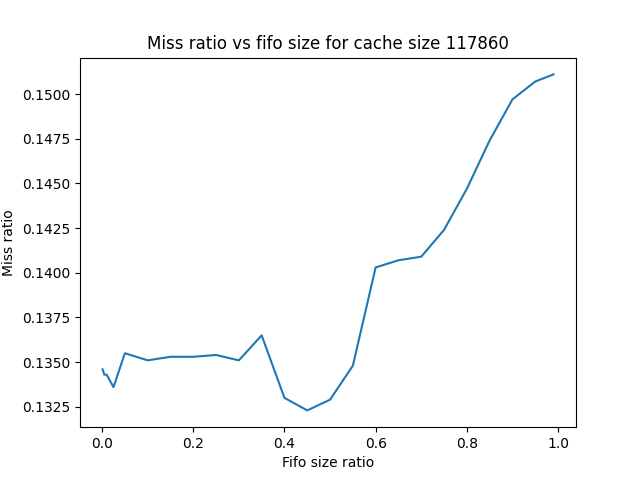 Miss ratio vs fifo size for cache size 117860
0.1500
0.1475
0.1450
0.1425
0.1400
0.1375
0.1350
0.1325
Miss ratio
0.0 0.2 0.4 0.6 0.8 1.0
Fifo size ratio